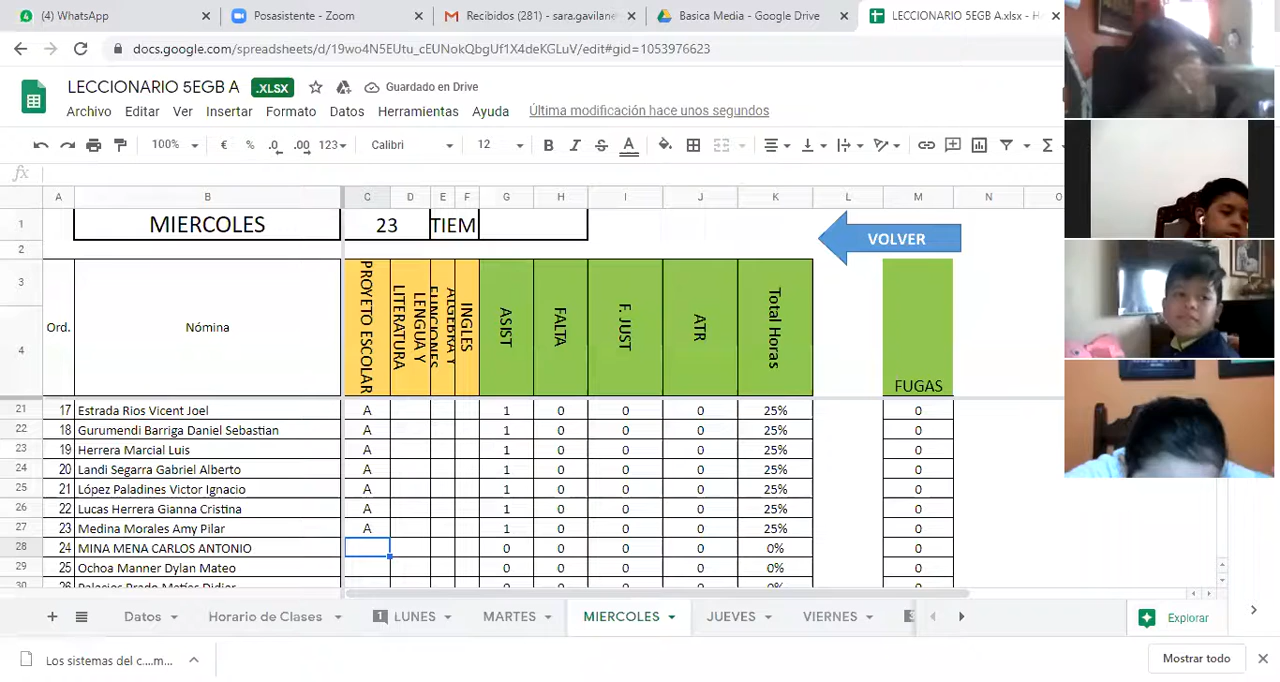 (4) WhatsApp
Posasistente - Zoom
Recibidos (281) - sara.gavilane
Basica Media - Google Drive
LECCIONARIO 5EGB A.xlsx - H
docs.google.com/spreadsheets/d/19wo4N5EUtu_cEUNokQbgUf1X4deKGLuV/edit#gid=1053976623
LECCIONARIO 5EGB A .XLSX Guardado en Drive
Archivo Editar Ver Insertar Formato Datos Herramientas Ayuda Última modificación hace unos segundos
100% € % .0 .00 123 Calibri 12 B I S A Σ
fx
A B C D E F G H I J K L M N O
1 MIERCOLES 23 TIEM VOLVER
2
3
4
Ord. Nómina PROYETO ESCOLAR LENGUA Y LITERATURA INGLES ASIST FALTA F. JUST ATR Total Horas FUGAS
21 17 Estrada Rios Vicent Joel A 1 0 0 0 25% 0
22 18 Gurumendi Barriga Daniel Sebastian A 1 0 0 0 25% 0
23 19 Herrera Marcial Luis A 1 0 0 0 25% 0
24 20 Landi Segarra Gabriel Alberto A 1 0 0 0 25% 0
25 21 López Paladines Victor Ignacio A 1 0 0 0 25% 0
26 22 Lucas Herrera Gianna Cristina A 1 0 0 0 25% 0
27 23 Medina Morales Amy Pilar A 1 0 0 0 25% 0
28 24 MINA MENA CARLOS ANTONIO 0 0 0 0 0% 0
29 25 Ochoa Manner Dylan Mateo 0 0 0 0 0% 0
30 26 Palacios Prado Matías Didier 0 0 0 0 0% 0
Datos Horario de Clases 1 LUNES MARTES MIERCOLES JUEVES VIERNES Explorar
Los sistemas del c....m... Mostrar todo